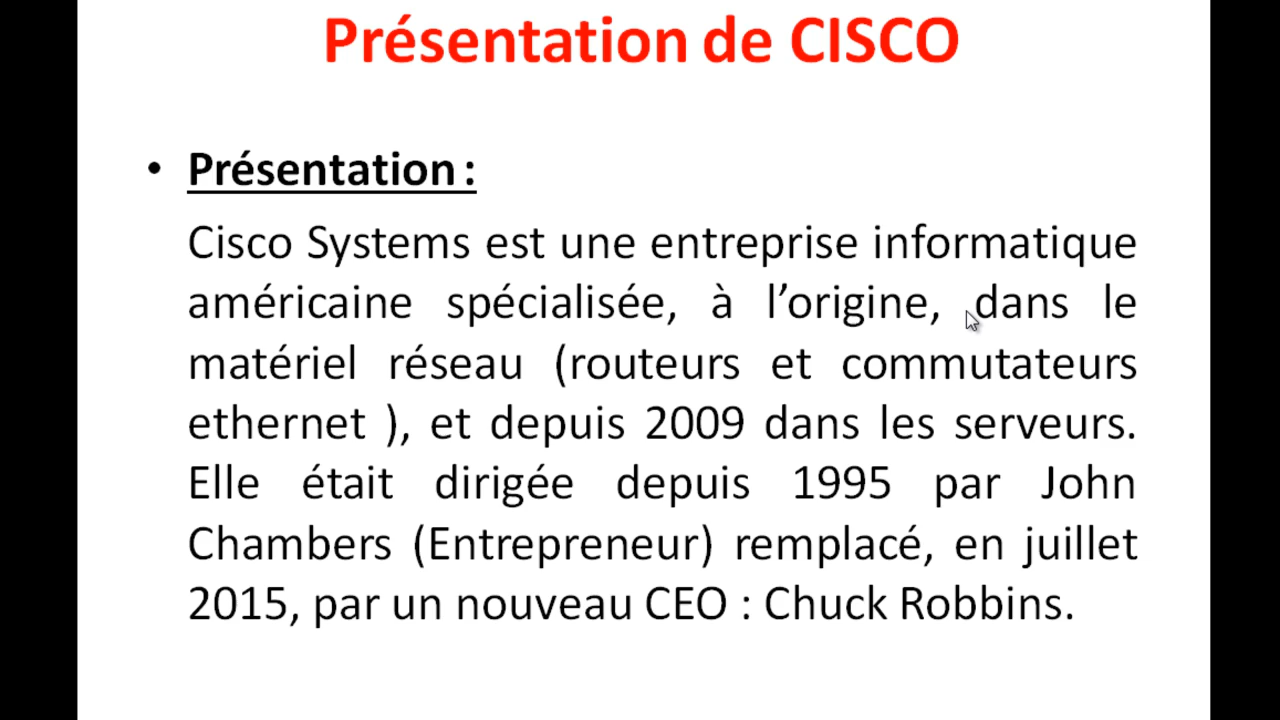 Présentation de CISCO
• Présentation :
Cisco Systems est une entreprise informatique
américaine spécialisée, à l’origine, dans le
matériel réseau (routeurs et commutateurs
ethernet ), et depuis 2009 dans les serveurs.
Elle était dirigée depuis 1995 par John
Chambers (Entrepreneur) remplacé, en juillet
2015, par un nouveau CEO : Chuck Robbins.